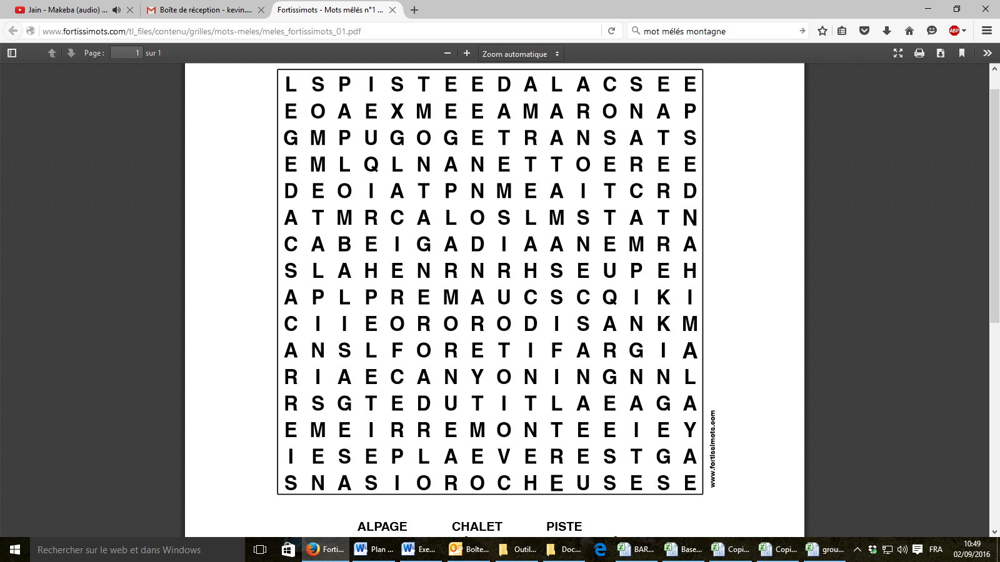 Jain - Makeba (audio) ...
Boîte de réception - kevin....
Fortissimots - Mots mêlés n°1 ...
www.fortissimots.com/tl_files/contenu/grilles/mots-meles/meles_fortissimots_01.pdf
mot mélés montagne
ABP
Page :
1
sur 1
Zoom automatique
L S P I S T E E D A L A C S E E
E O A E X M E E A M A R O N A P
G M P U G O G E T R A N S A T S
E M L Q L N A N E T T O E R E E
D E O I A T P N M E A I T C R D
A T M R C A L O S L M S T A T N
C A B E I G A D I A A N E M R A
S L A H E N R N R H S E U P E H
A P L P R E M A U C S C Q I K I
C I I E O R O R O D I S A N K M
A N S L F O R E T I F A R G I A
R I A E C A N Y O N I N G N N L
R S G T E D U T I T L A E A G A
E M E I R R E M O N T E E I E Y
I E S E P L A E V E R E S T G A
S N A S I O R O C H E U S E S E
www.fortissimots.com
ALPAGE CHALET PISTE
Rechercher sur le web et dans Windows
Forti...
Plan ...
Exe...
Boîte...
Outil...
Doc...
BAR...
Base...
Copi...
Copi...
grou...
FRA
10:49
02/09/2016